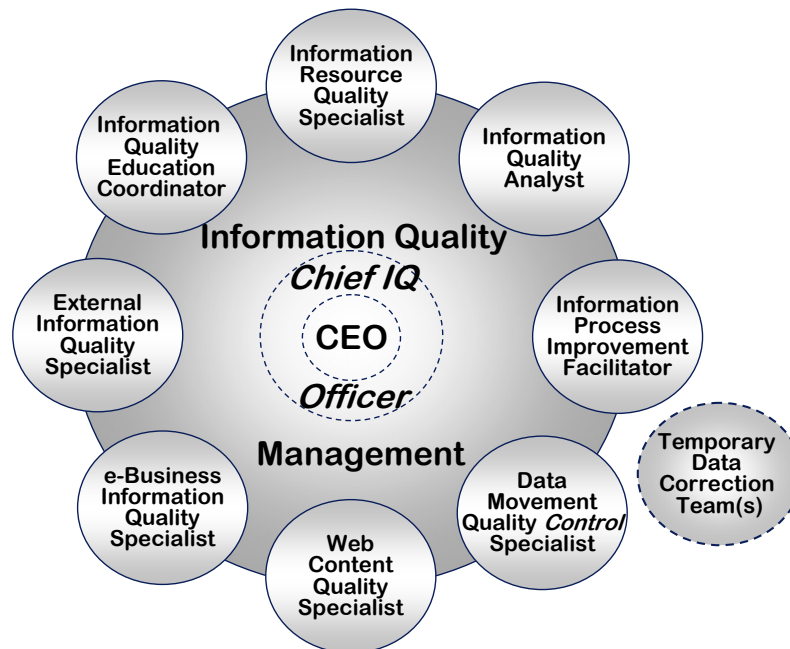 Information
Resource
Quality
Specialist
Information
Quality
Education
Coordinator
Information
Quality
Analyst
Information Quality
Chief IQ
CEO
Officer
Management
External
Information
Quality
Specialist
Information
Process
Improvement
Facilitator
Temporary
Data
Correction
Team(s)
e-Business
Information
Quality
Specialist
Data
Movement
Quality Control
Specialist
Web
Content
Quality
Specialist